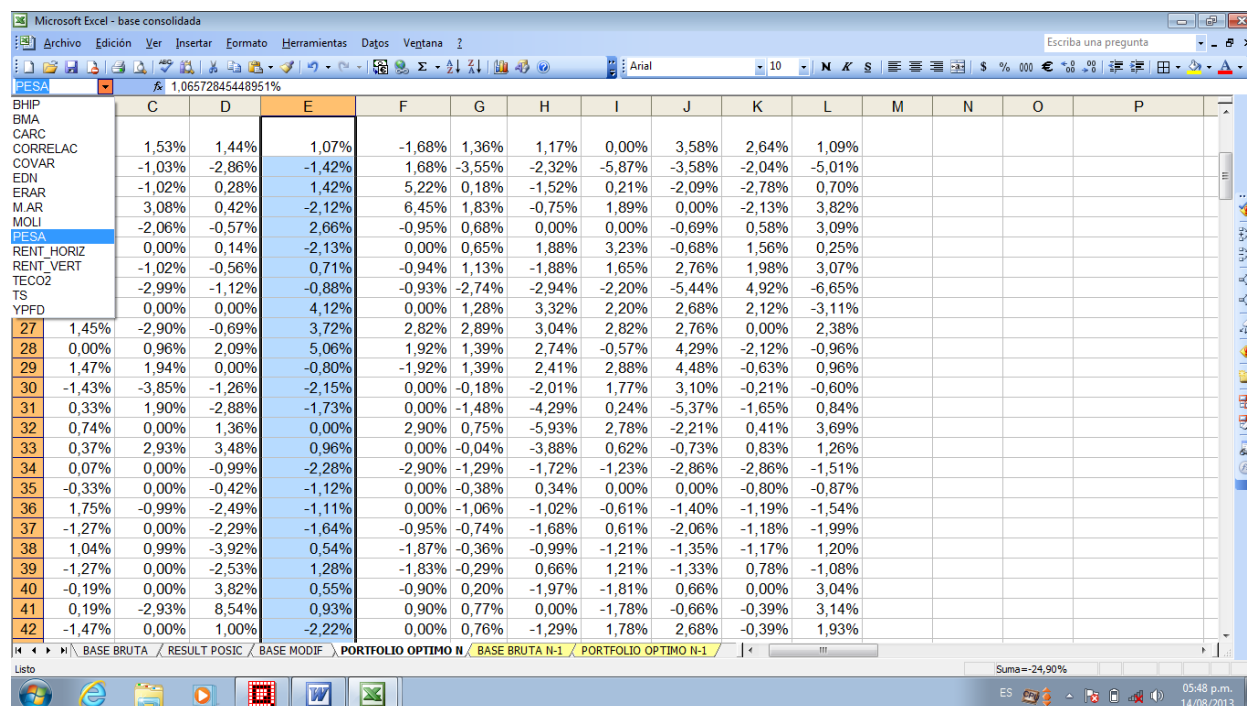 Microsoft Excel - base consolidada
Archivo Edición Ver Insertar Formato Herramientas Datos Ventana ? Escriba una pregunta
Arial 10 N K S $ % 000 €
PESA fx 1,06572845448951%
BHIP
BMA
CARC
CORRELAC
COVAR
EDN
ERAR
M.AR
MOLI
PESA
RENT_HORIZ
RENT_VERT
TECO2
TS
YPFD
C D E F G H I J K L M N O P
1,53% 1,44% 1,07% -1,68% 1,36% 1,17% 0,00% 3,58% 2,64% 1,09%
-1,03% -2,86% -1,42% 1,68% -3,55% -2,32% -5,87% -3,58% -2,04% -5,01%
-1,02% 0,28% 1,42% 5,22% 0,18% -1,52% 0,21% -2,09% -2,78% 0,70%
3,08% 0,42% -2,12% 6,45% 1,83% -0,75% 1,89% 0,00% -2,13% 3,82%
-2,06% -0,57% 2,66% -0,95% 0,68% 0,00% 0,00% -0,69% 0,58% 3,09%
0,00% 0,14% -2,13% 0,00% 0,65% 1,88% 3,23% -0,68% 1,56% 0,25%
-1,02% -0,56% 0,71% -0,94% 1,13% -1,88% 1,65% 2,76% 1,98% 3,07%
-2,99% -1,12% -0,88% -0,93% -2,74% -2,94% -2,20% -5,44% 4,92% -6,65%
0,00% 0,00% 4,12% 0,00% 1,28% 3,32% 2,20% 2,68% 2,12% -3,11%
27 1,45% -2,90% -0,69% 3,72% 2,82% 2,89% 3,04% 2,82% 2,76% 0,00% 2,38%
28 0,00% 0,96% 2,09% 5,06% 1,92% 1,39% 2,74% -0,57% 4,29% -2,12% -0,96%
29 1,47% 1,94% 0,00% -0,80% -1,92% 1,39% 2,41% 2,88% 4,48% -0,63% 0,96%
30 -1,43% -3,85% -1,26% -2,15% 0,00% -0,18% -2,01% 1,77% 3,10% -0,21% -0,60%
31 0,33% 1,90% -2,88% -1,73% 0,00% -1,48% -4,29% 0,24% -5,37% -1,65% 0,84%
32 0,74% 0,00% 1,36% 0,00% 2,90% 0,75% -5,93% 2,78% -2,21% 0,41% 3,69%
33 0,37% 2,93% 3,48% 0,96% 0,00% -0,04% -3,88% 0,62% -0,73% 0,83% 1,26%
34 0,07% 0,00% -0,99% -2,28% -2,90% -1,29% -1,72% -1,23% -2,86% -2,86% -1,51%
35 -0,33% 0,00% -0,42% -1,12% 0,00% -0,38% 0,34% 0,00% 0,00% -0,80% -0,87%
36 1,75% -0,99% -2,49% -1,11% 0,00% -1,06% -1,02% -0,61% -1,40% -1,19% -1,54%
37 -1,27% 0,00% -2,29% -1,64% -0,95% -0,74% -1,68% 0,61% -2,06% -1,18% -1,99%
38 1,04% 0,99% -3,92% 0,54% -1,87% -0,36% -0,99% -1,21% -1,35% -1,17% 1,20%
39 -1,27% 0,00% -2,53% 1,28% -1,83% -0,29% 0,66% 1,21% -1,33% 0,78% -1,08%
40 -0,19% 0,00% 3,82% 0,55% -0,90% 0,20% -1,97% -1,81% 0,66% 0,00% 3,04%
41 0,19% -2,93% 8,54% 0,93% 0,90% 0,77% 0,00% -1,78% -0,66% -0,39% 3,14%
42 -1,47% 0,00% 1,00% -2,22% 0,00% 0,76% -1,29% 1,78% 2,68% -0,39% 1,93%
BASE BRUTA RESULT POSIC BASE MODIF PORTFOLIO OPTIMO N BASE BRUTA N-1 PORTFOLIO OPTIMO N-1
Listo Suma=-24,90%
ES 05:48 p.m.
14/08/2013